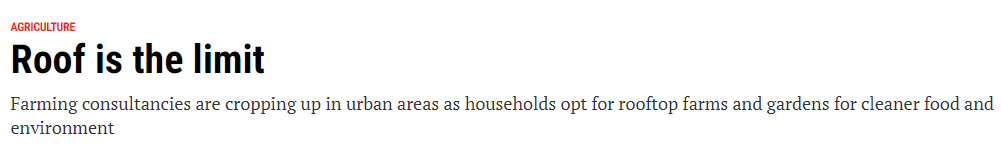 AGRICULTURE
Roof is the limit
Farming consultancies are cropping up in urban areas as households opt for rooftop farms and gardens for cleaner food and
environment